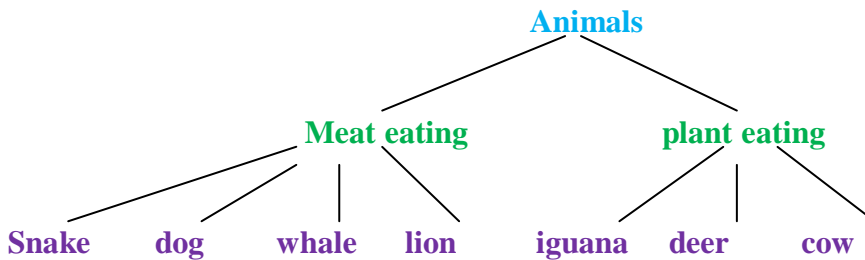 Animals
Meat eating plant eating
Snake dog whale lion iguana deer cow